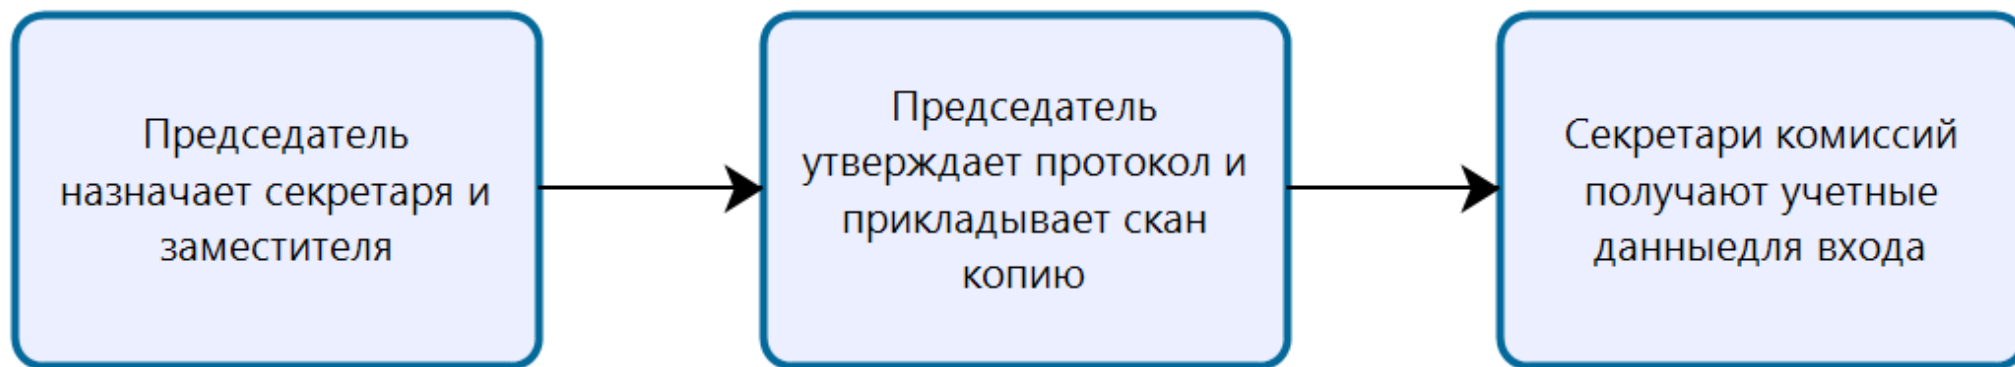 Председатель
назначает секретаря и
заместителя
Председатель
утверждает протокол и
прикладывает скан
копию
Секретари комиссий
получают учетные
данныедля входа